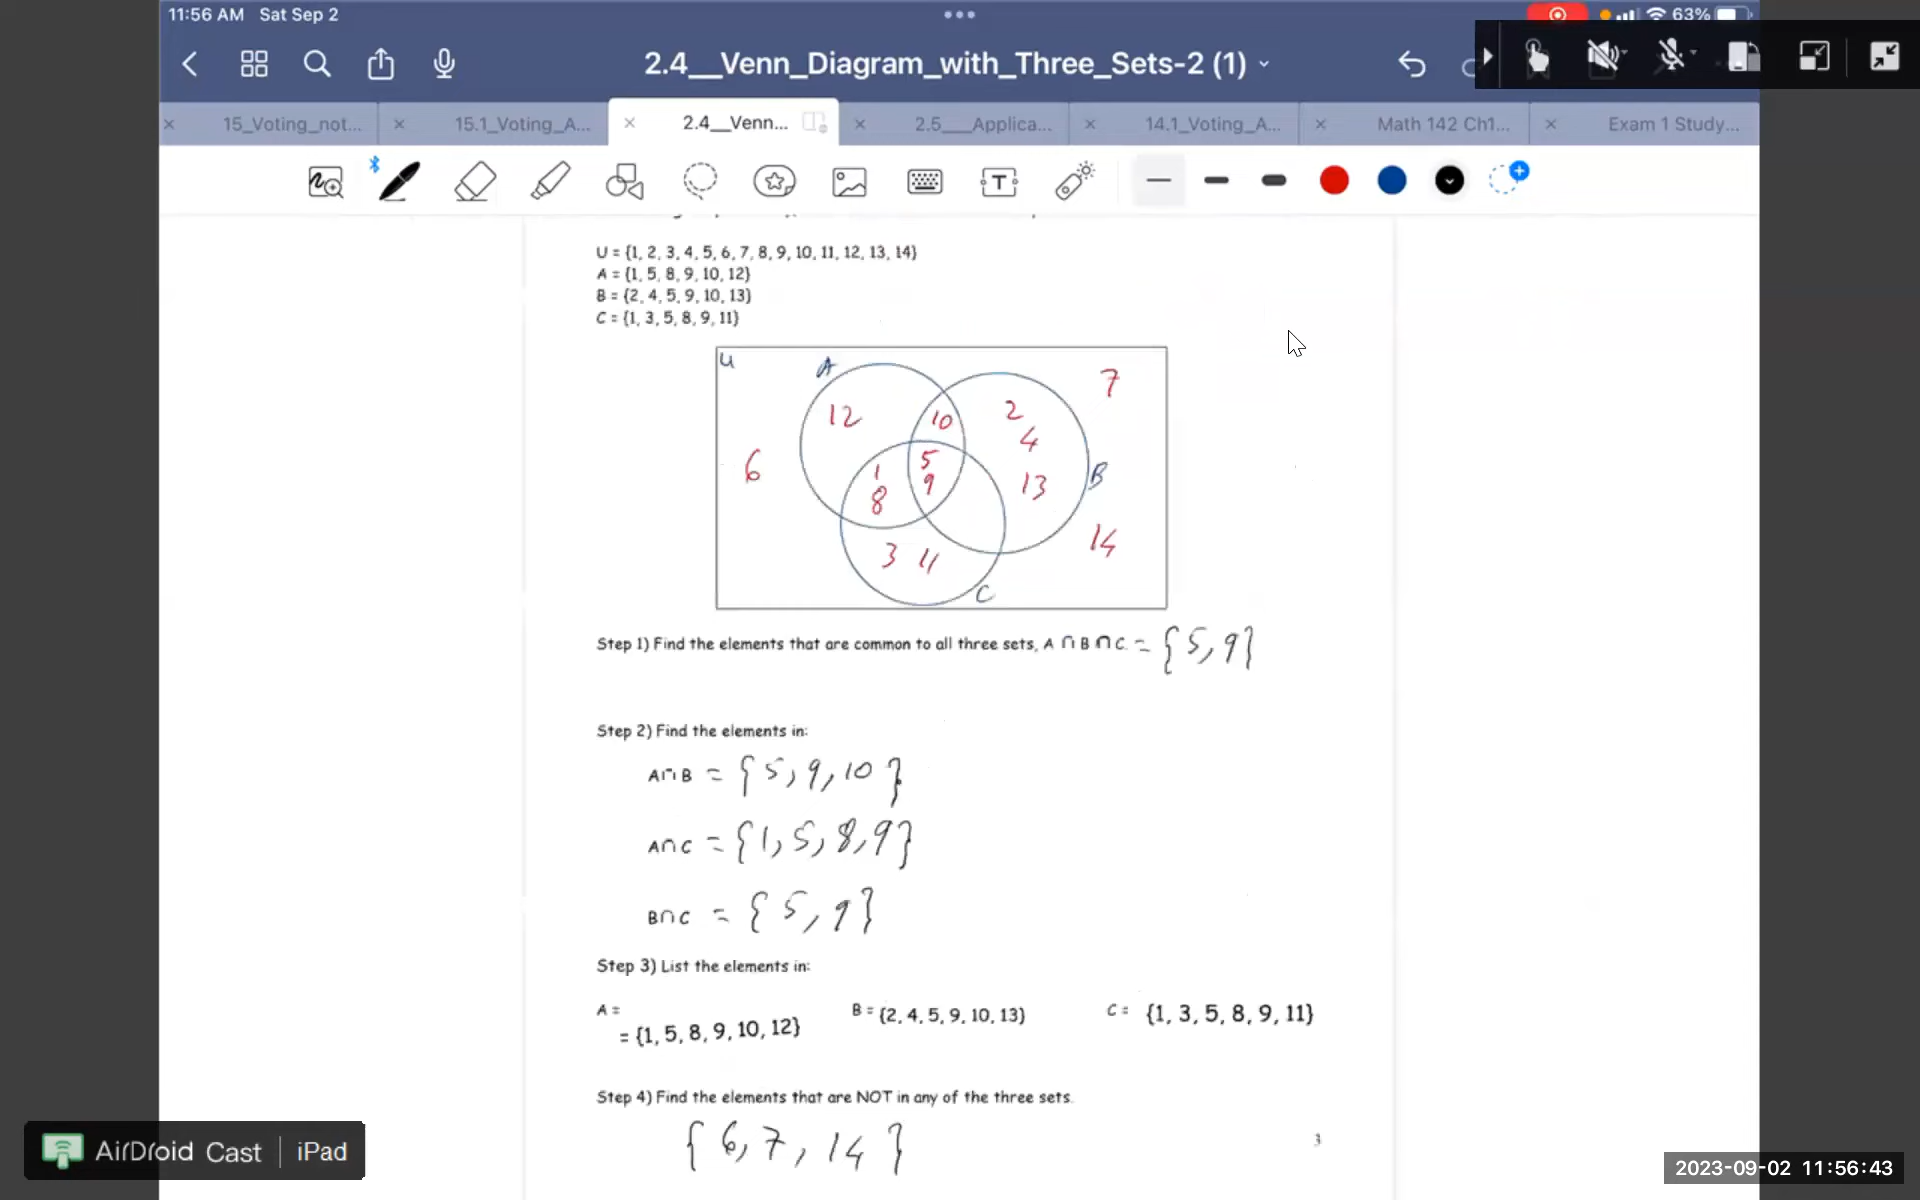 11:56 AM Sat Sep 2
63%
2.4__Venn_Diagram_with_Three_Sets-2 (1)
15_Voting_not...
15.1_Voting_A...
2.4__Venn...
2.5___Applica...
14.1_Voting_A...
Math 142 Ch1...
Exam 1 Study...
U = {1, 2, 3, 4, 5, 6, 7, 8, 9, 10, 11, 12, 13, 14}
A = {1, 5, 8, 9, 10, 12}
B = {2, 4, 5, 9, 10, 13}
C = {1, 3, 5, 8, 9, 11}
U
A
7
12
10
2
4
6
1
5
B
8
9
13
14
3 11
C
Step 1) Find the elements that are common to all three sets, A ∩ B ∩ C. = {5, 9}
Step 2) Find the elements in:
A∩B = {5, 9, 10}
A∩C = {1, 5, 8, 9}
B∩C = {5, 9}
Step 3) List the elements in:
A =
= {1, 5, 8, 9, 10, 12}
B = {2, 4, 5, 9, 10, 13}
C = {1, 3, 5, 8, 9, 11}
Step 4) Find the elements that are NOT in any of the three sets.
{6, 7, 14}
3
AirDroid Cast | iPad
2023-09-02 11:56:43